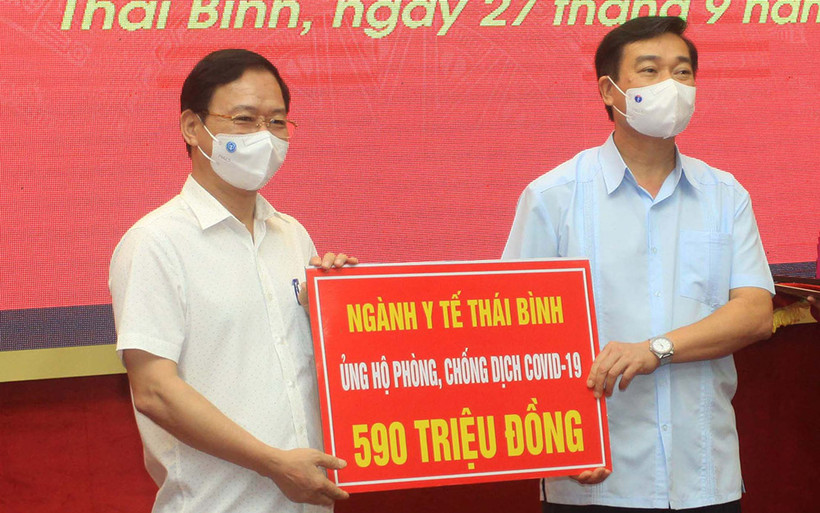 Thái Bình, ngày 27 tháng 9 năm
NGÀNH Y TẾ THÁI BÌNH
ỦNG HỘ PHÒNG, CHỐNG DỊCH COVID-19
590 TRIỆU ĐỒNG